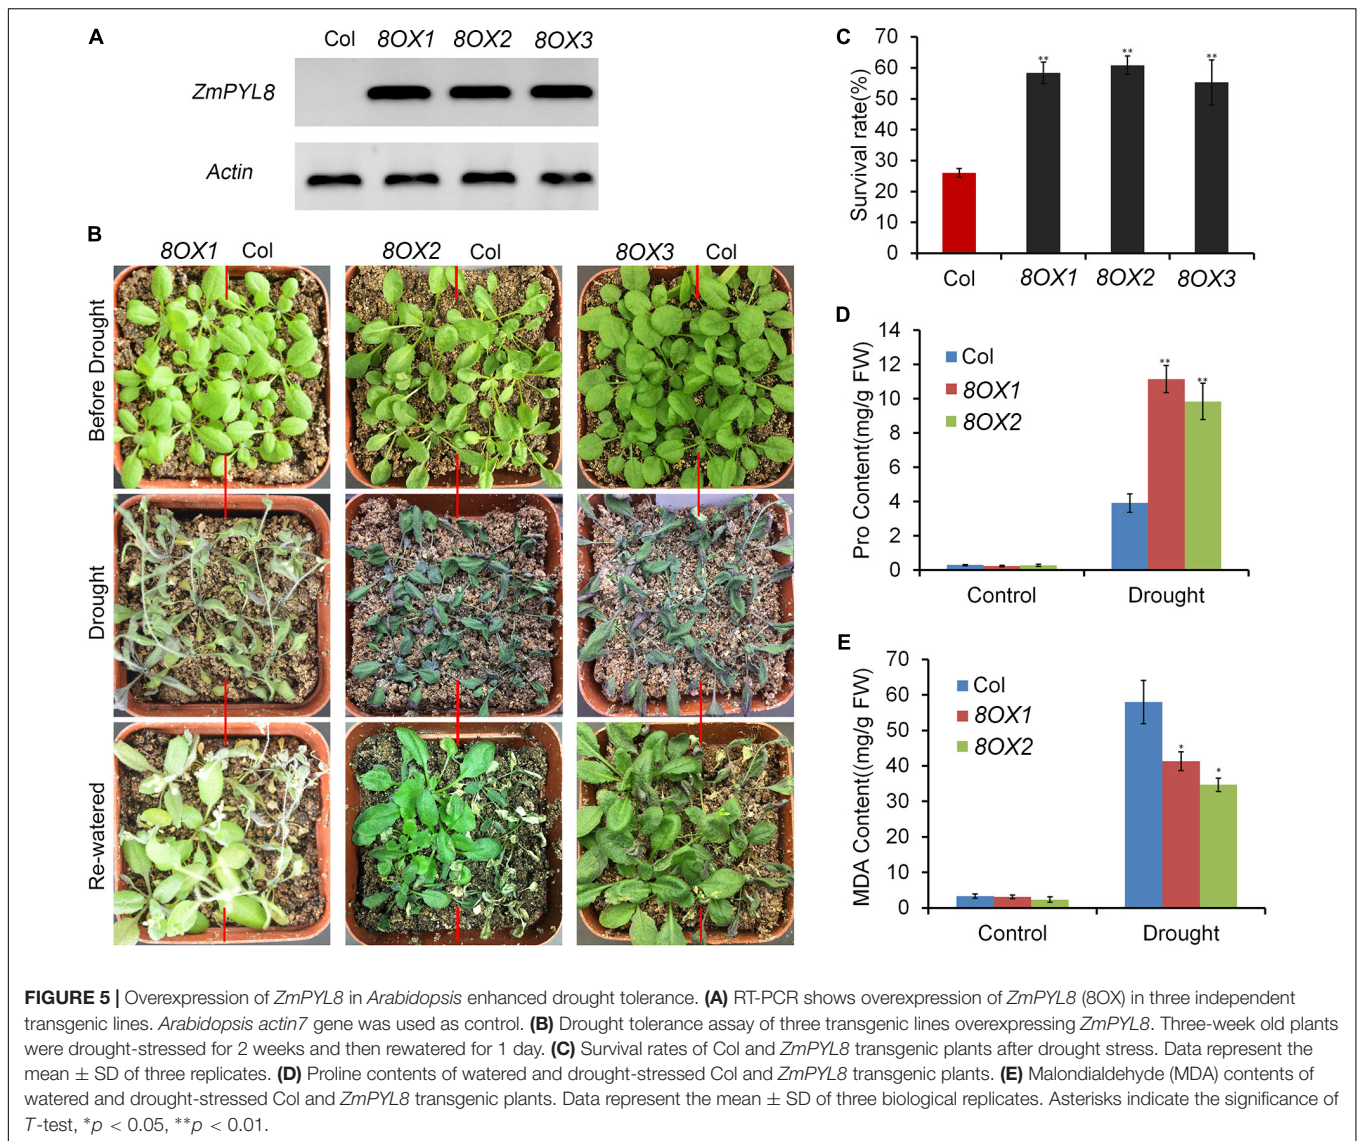 A
Col 8OX1 8OX2 8OX3
ZmPYL8
Actin
B
8OX1 Col 8OX2 Col 8OX3 Col
Before Drought
Drought
Re-watered
C
Survival rate(%)
70
60
50
40
30
20
10
0
** ** **
Col 8OX1 8OX2 8OX3
D
Pro Content(mg/g FW)
14
12
10
8
6
4
2
0
Col
8OX1
8OX2
** **
Control Drought
E
MDA Content((mg/g FW)
70
60
50
40
30
20
10
0
Col
8OX1
8OX2
* *
Control Drought
FIGURE 5 | Overexpression of ZmPYL8 in Arabidopsis enhanced drought tolerance. (A) RT-PCR shows overexpression of ZmPYL8 (8OX) in three independent
transgenic lines. Arabidopsis actin7 gene was used as control. (B) Drought tolerance assay of three transgenic lines overexpressing ZmPYL8. Three-week old plants
were drought-stressed for 2 weeks and then rewatered for 1 day. (C) Survival rates of Col and ZmPYL8 transgenic plants after drought stress. Data represent the
mean ± SD of three replicates. (D) Proline contents of watered and drought-stressed Col and ZmPYL8 transgenic plants. (E) Malondialdehyde (MDA) contents of
watered and drought-stressed Col and ZmPYL8 transgenic plants. Data represent the mean ± SD of three biological replicates. Asterisks indicate the significance of
T-test, *p < 0.05, **p < 0.01.